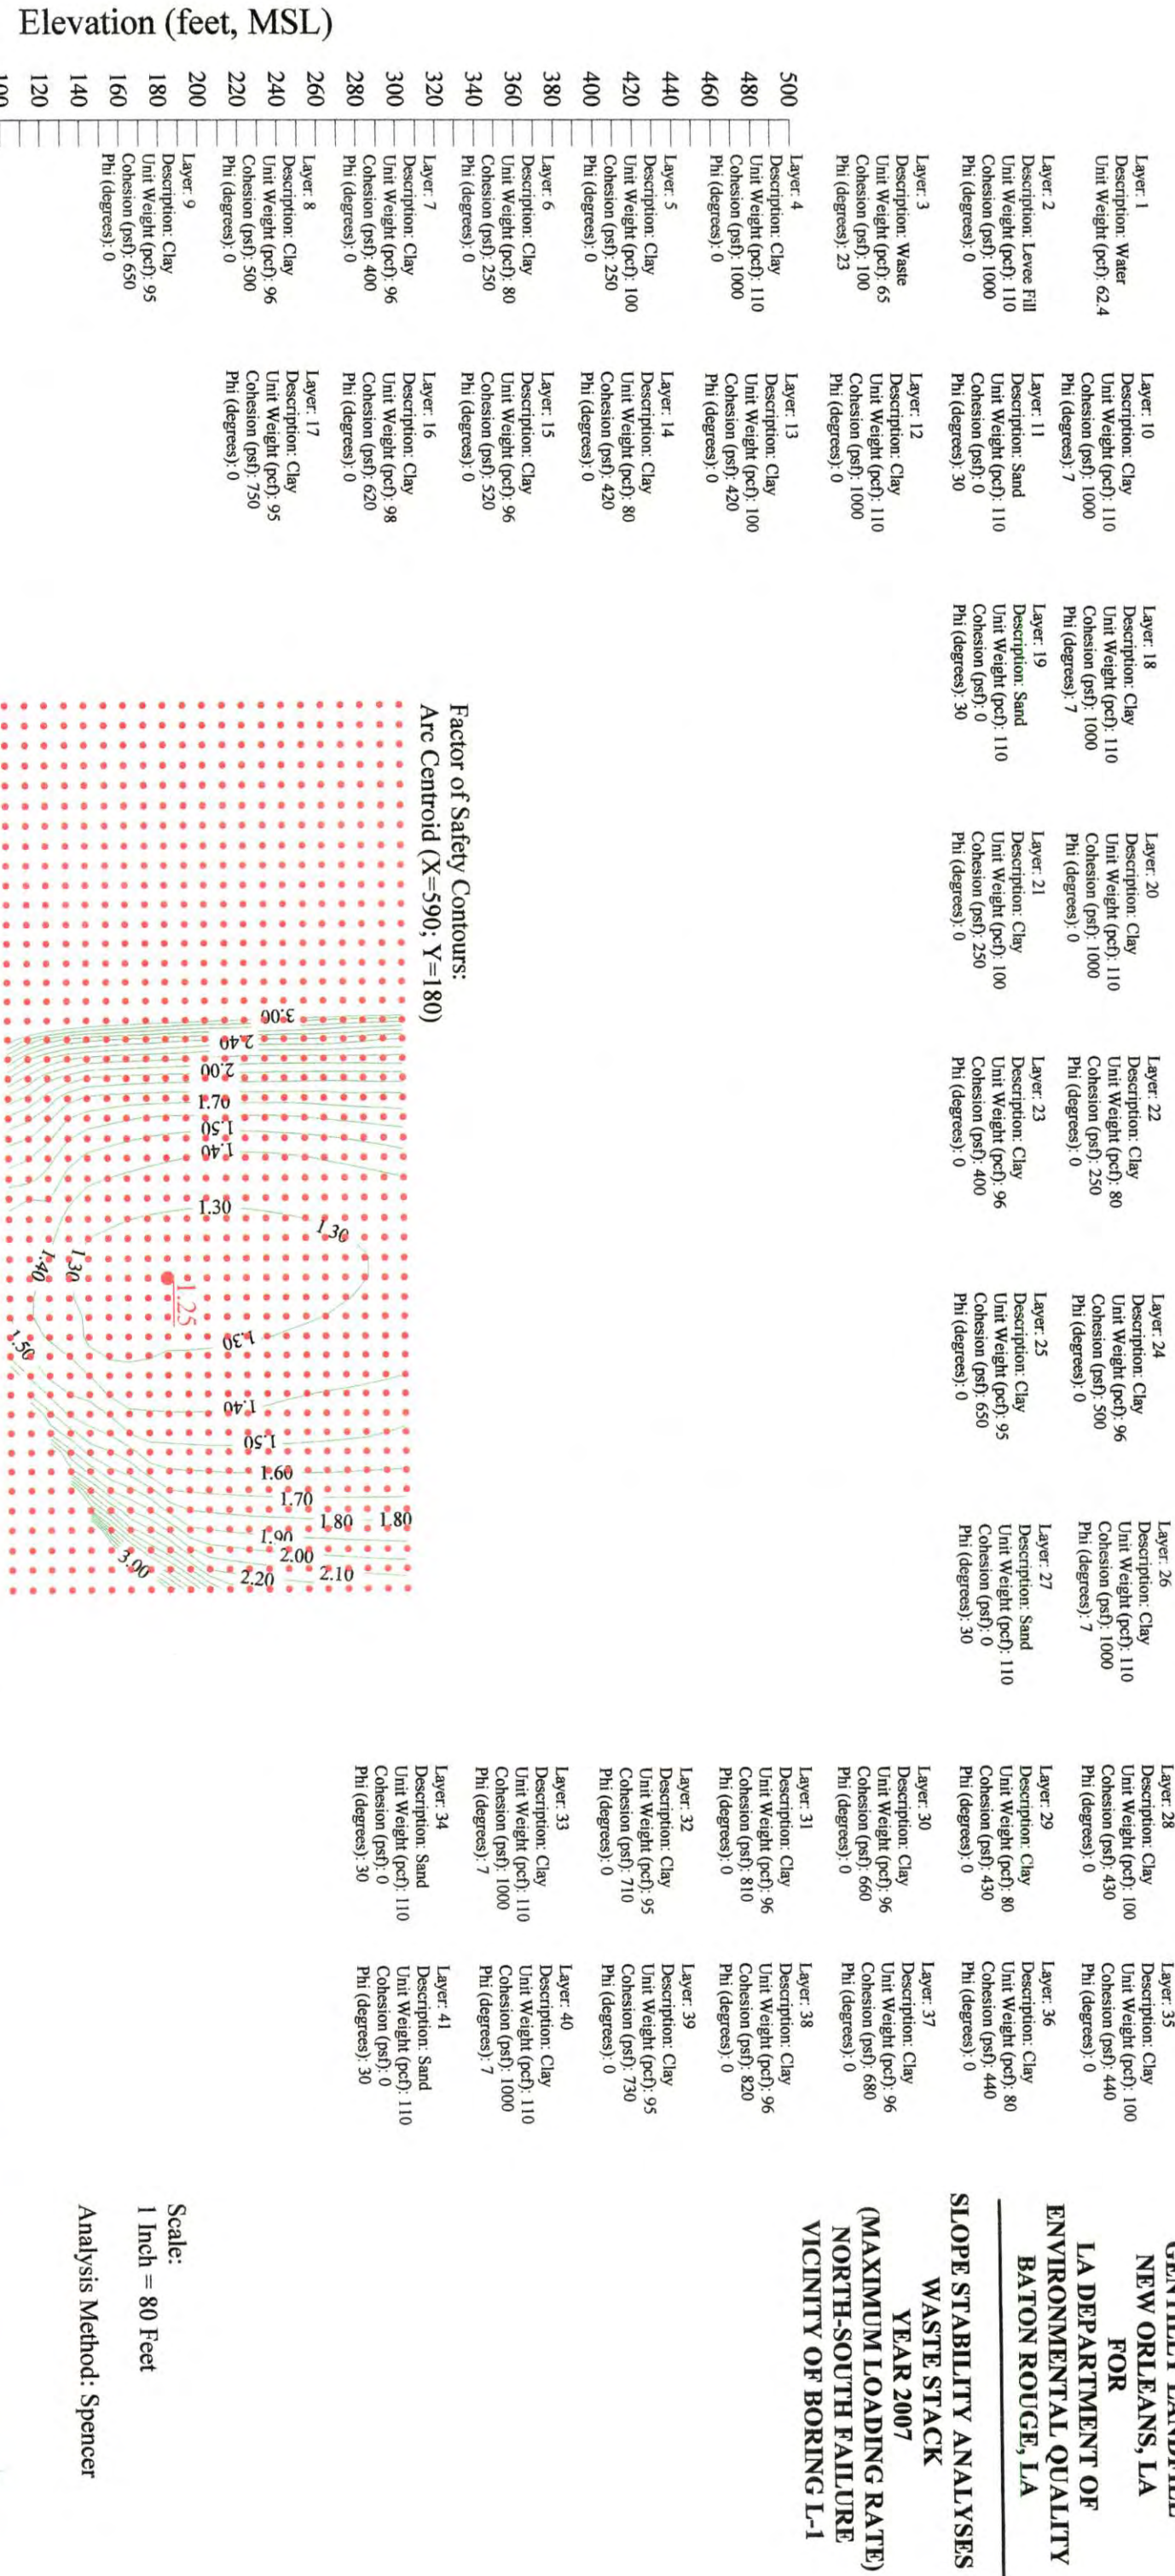 GENTILLY LANDFILL
NEW ORLEANS, LA
FOR
LA DEPARTMENT OF
ENVIRONMENTAL QUALITY
BATON ROUGE, LA
SLOPE STABILITY ANALYSES
WASTE STACK
YEAR 2007
(MAXIMUM LOADING RATE)
NORTH-SOUTH FAILURE
VICINITY OF BORING L-1
Scale:
1 Inch = 80 Feet
Analysis Method: Spencer
Elevation (feet, MSL)
500
480
460
440
420
400
380
360
340
320
300
280
260
240
220
200
180
160
140
120
100
Layer: 1
Description: Water
Unit Weight (pcf): 62.4
Layer: 2
Description: Levee Fill
Unit Weight (pcf): 110
Cohesion (psf): 1000
Phi (degrees): 0
Layer: 3
Description: Waste
Unit Weight (pcf): 65
Cohesion (psf): 100
Phi (degrees): 23
Layer: 4
Description: Clay
Unit Weight (pcf): 110
Cohesion (psf): 1000
Phi (degrees): 0
Layer: 5
Description: Clay
Unit Weight (pcf): 100
Cohesion (psf): 250
Phi (degrees): 0
Layer: 6
Description: Clay
Unit Weight (pcf): 80
Cohesion (psf): 250
Phi (degrees): 0
Layer: 7
Description: Clay
Unit Weight (pcf): 96
Cohesion (psf): 400
Phi (degrees): 0
Layer: 8
Description: Clay
Unit Weight (pcf): 96
Cohesion (psf): 500
Phi (degrees): 0
Layer: 9
Description: Clay
Unit Weight (pcf): 95
Cohesion (psf): 650
Phi (degrees): 0
Layer: 10
Description: Clay
Unit Weight (pcf): 110
Cohesion (psf): 1000
Phi (degrees): 7
Layer: 11
Description: Sand
Unit Weight (pcf): 110
Cohesion (psf): 0
Phi (degrees): 30
Layer: 12
Description: Clay
Unit Weight (pcf): 110
Cohesion (psf): 1000
Phi (degrees): 0
Layer: 13
Description: Clay
Unit Weight (pcf): 100
Cohesion (psf): 420
Phi (degrees): 0
Layer: 14
Description: Clay
Unit Weight (pcf): 80
Cohesion (psf): 420
Phi (degrees): 0
Layer: 15
Description: Clay
Unit Weight (pcf): 96
Cohesion (psf): 520
Phi (degrees): 0
Layer: 16
Description: Clay
Unit Weight (pcf): 98
Cohesion (psf): 620
Phi (degrees): 0
Layer: 17
Description: Clay
Unit Weight (pcf): 95
Cohesion (psf): 750
Phi (degrees): 0
Layer: 18
Description: Clay
Unit Weight (pcf): 110
Cohesion (psf): 1000
Phi (degrees): 7
Layer: 19
Description: Sand
Unit Weight (pcf): 110
Cohesion (psf): 0
Phi (degrees): 30
Layer: 20
Description: Clay
Unit Weight (pcf): 110
Cohesion (psf): 1000
Phi (degrees): 0
Layer: 21
Description: Clay
Unit Weight (pcf): 100
Cohesion (psf): 250
Phi (degrees): 0
Layer: 22
Description: Clay
Unit Weight (pcf): 80
Cohesion (psf): 250
Phi (degrees): 0
Layer: 23
Description: Clay
Unit Weight (pcf): 96
Cohesion (psf): 400
Phi (degrees): 0
Layer: 24
Description: Clay
Unit Weight (pcf): 96
Cohesion (psf): 500
Phi (degrees): 0
Layer: 25
Description: Clay
Unit Weight (pcf): 95
Cohesion (psf): 650
Phi (degrees): 0
Layer: 26
Description: Clay
Unit Weight (pcf): 110
Cohesion (psf): 1000
Phi (degrees): 7
Layer: 27
Description: Sand
Unit Weight (pcf): 110
Cohesion (psf): 0
Phi (degrees): 30
Layer: 28
Description: Clay
Unit Weight (pcf): 100
Cohesion (psf): 430
Phi (degrees): 0
Layer: 29
Description: Clay
Unit Weight (pcf): 80
Cohesion (psf): 430
Phi (degrees): 0
Layer: 30
Description: Clay
Unit Weight (pcf): 96
Cohesion (psf): 660
Phi (degrees): 0
Layer: 31
Description: Clay
Unit Weight (pcf): 96
Cohesion (psf): 810
Phi (degrees): 0
Layer: 32
Description: Clay
Unit Weight (pcf): 95
Cohesion (psf): 710
Phi (degrees): 0
Layer: 33
Description: Clay
Unit Weight (pcf): 110
Cohesion (psf): 1000
Phi (degrees): 7
Layer: 34
Description: Sand
Unit Weight (pcf): 110
Cohesion (psf): 0
Phi (degrees): 30
Layer: 35
Description: Clay
Unit Weight (pcf): 100
Cohesion (psf): 440
Phi (degrees): 0
Layer: 36
Description: Clay
Unit Weight (pcf): 80
Cohesion (psf): 440
Phi (degrees): 0
Layer: 37
Description: Clay
Unit Weight (pcf): 96
Cohesion (psf): 680
Phi (degrees): 0
Layer: 38
Description: Clay
Unit Weight (pcf): 96
Cohesion (psf): 820
Phi (degrees): 0
Layer: 39
Description: Clay
Unit Weight (pcf): 95
Cohesion (psf): 730
Phi (degrees): 0
Layer: 40
Description: Clay
Unit Weight (pcf): 110
Cohesion (psf): 1000
Phi (degrees): 7
Layer: 41
Description: Sand
Unit Weight (pcf): 110
Cohesion (psf): 0
Phi (degrees): 30
Factor of Safety Contours:
Arc Centroid (X=590; Y=180)
3.00
2.40
2.00
1.70
1.50
1.40
1.30
1.30
1.30
1.40
1.25
1.50
1.30
1.40
1.50
1.60
1.70
1.80
1.80
1.90
2.00
2.10
2.20
3.00